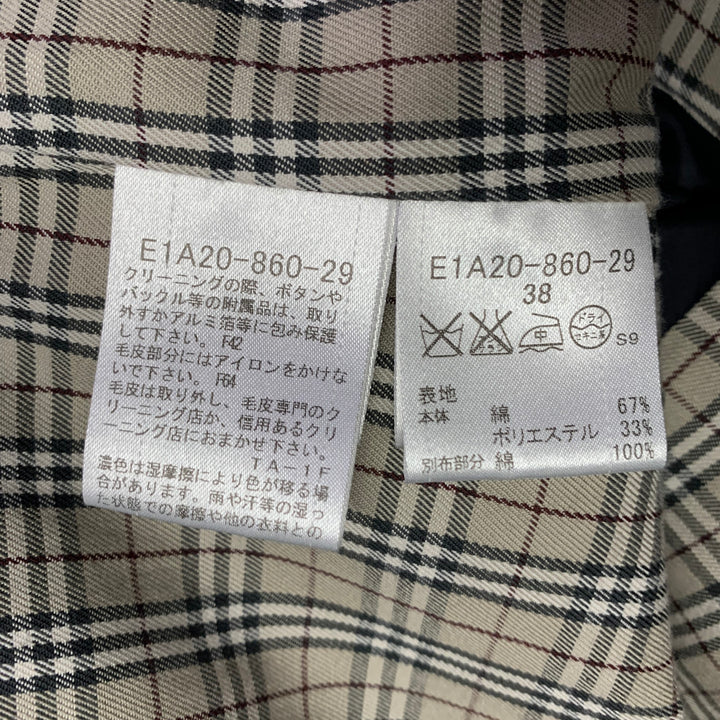 E1A20-860-29
クリーニングの際、ボタンや
バックル等の附属品は、取り
外すかアルミ箔等に包み保護
して下さい。 F42
毛皮部分にはアイロンをかけな
いで下さい。 F64
毛皮は取り外し、毛皮専門のク
リーニング店か、信用あるクリ
ーニング店におまかせ下さい。
TA-1F
濃色は湿摩擦により色が移る場
合があります。雨や汗等の湿っ
た状態での摩擦や他の衣料との
E1A20-860-29
38
中
ドライ
セキユ系
S9
表地
本体 綿 67%
ポリエステル 33%
別布部分 綿 100%